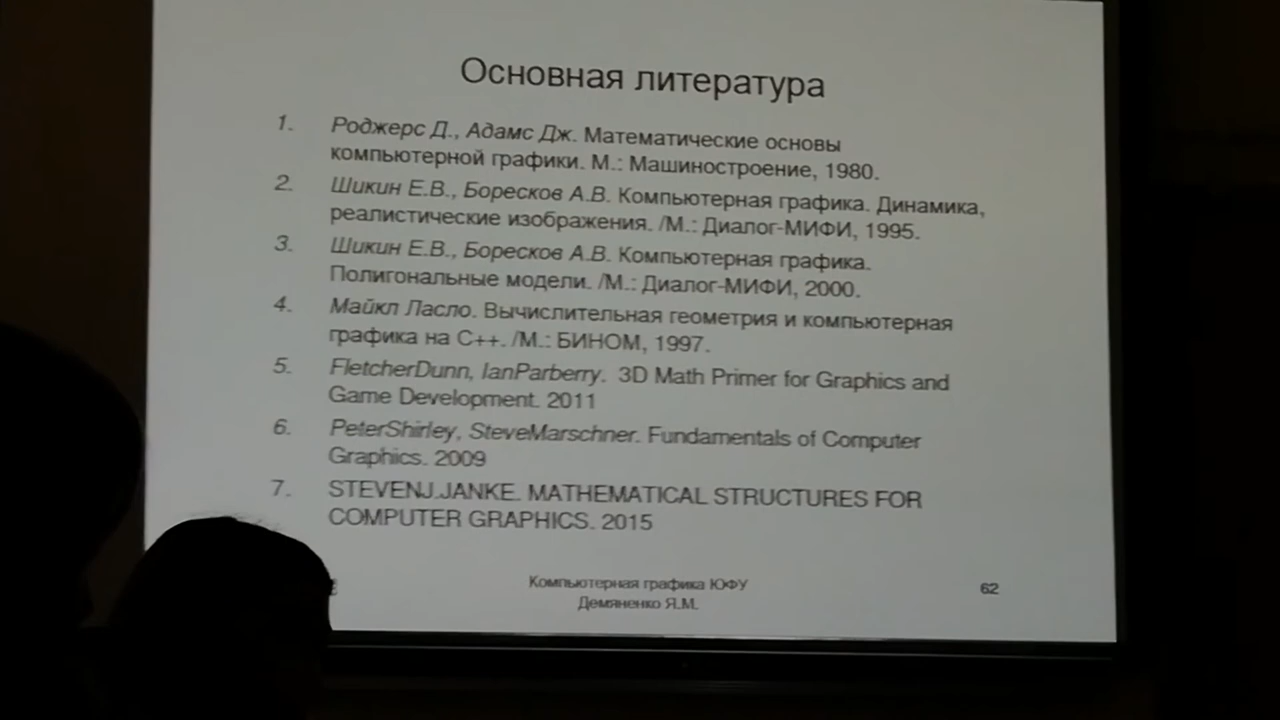 Основная литература
1. Роджерс Д., Адамс Дж. Математические основы
компьютерной графики. М.: Машиностроение, 1980.
2. Шикин Е.В., Боресков А.В. Компьютерная графика. Динамика,
реалистические изображения. /М.: Диалог-МИФИ, 1995.
3. Шикин Е.В., Боресков А.В. Компьютерная графика.
Полигональные модели. /М.: Диалог-МИФИ, 2000.
4. Майкл Ласло. Вычислительная геометрия и компьютерная
графика на С++. /М.: БИНОМ, 1997.
5. FletcherDunn, IanParberry. 3D Math Primer for Graphics and
Game Development. 2011
6. PeterShirley, SteveMarschner. Fundamentals of Computer
Graphics. 2009
7. STEVENJ.JANKE. MATHEMATICAL STRUCTURES FOR
COMPUTER GRAPHICS. 2015
Компьютерная графика ЮФУ
Демяненко Я.М.
62